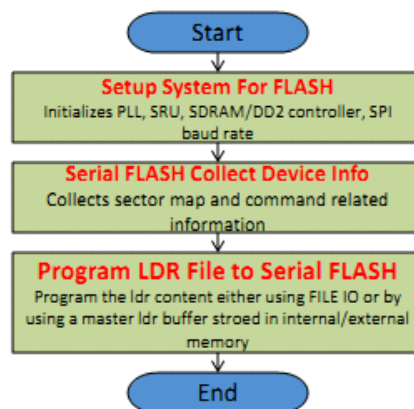 Start
Setup System For FLASH
Initializes PLL, SRU, SDRAM/DD2 controller, SPI
baud rate
Serial FLASH Collect Device Info
Collects sector map and command related
information
Program LDR File to Serial FLASH
Program the ldr content either using FILE IO or by
using a master ldr buffer stroed in internal/external
memory
End